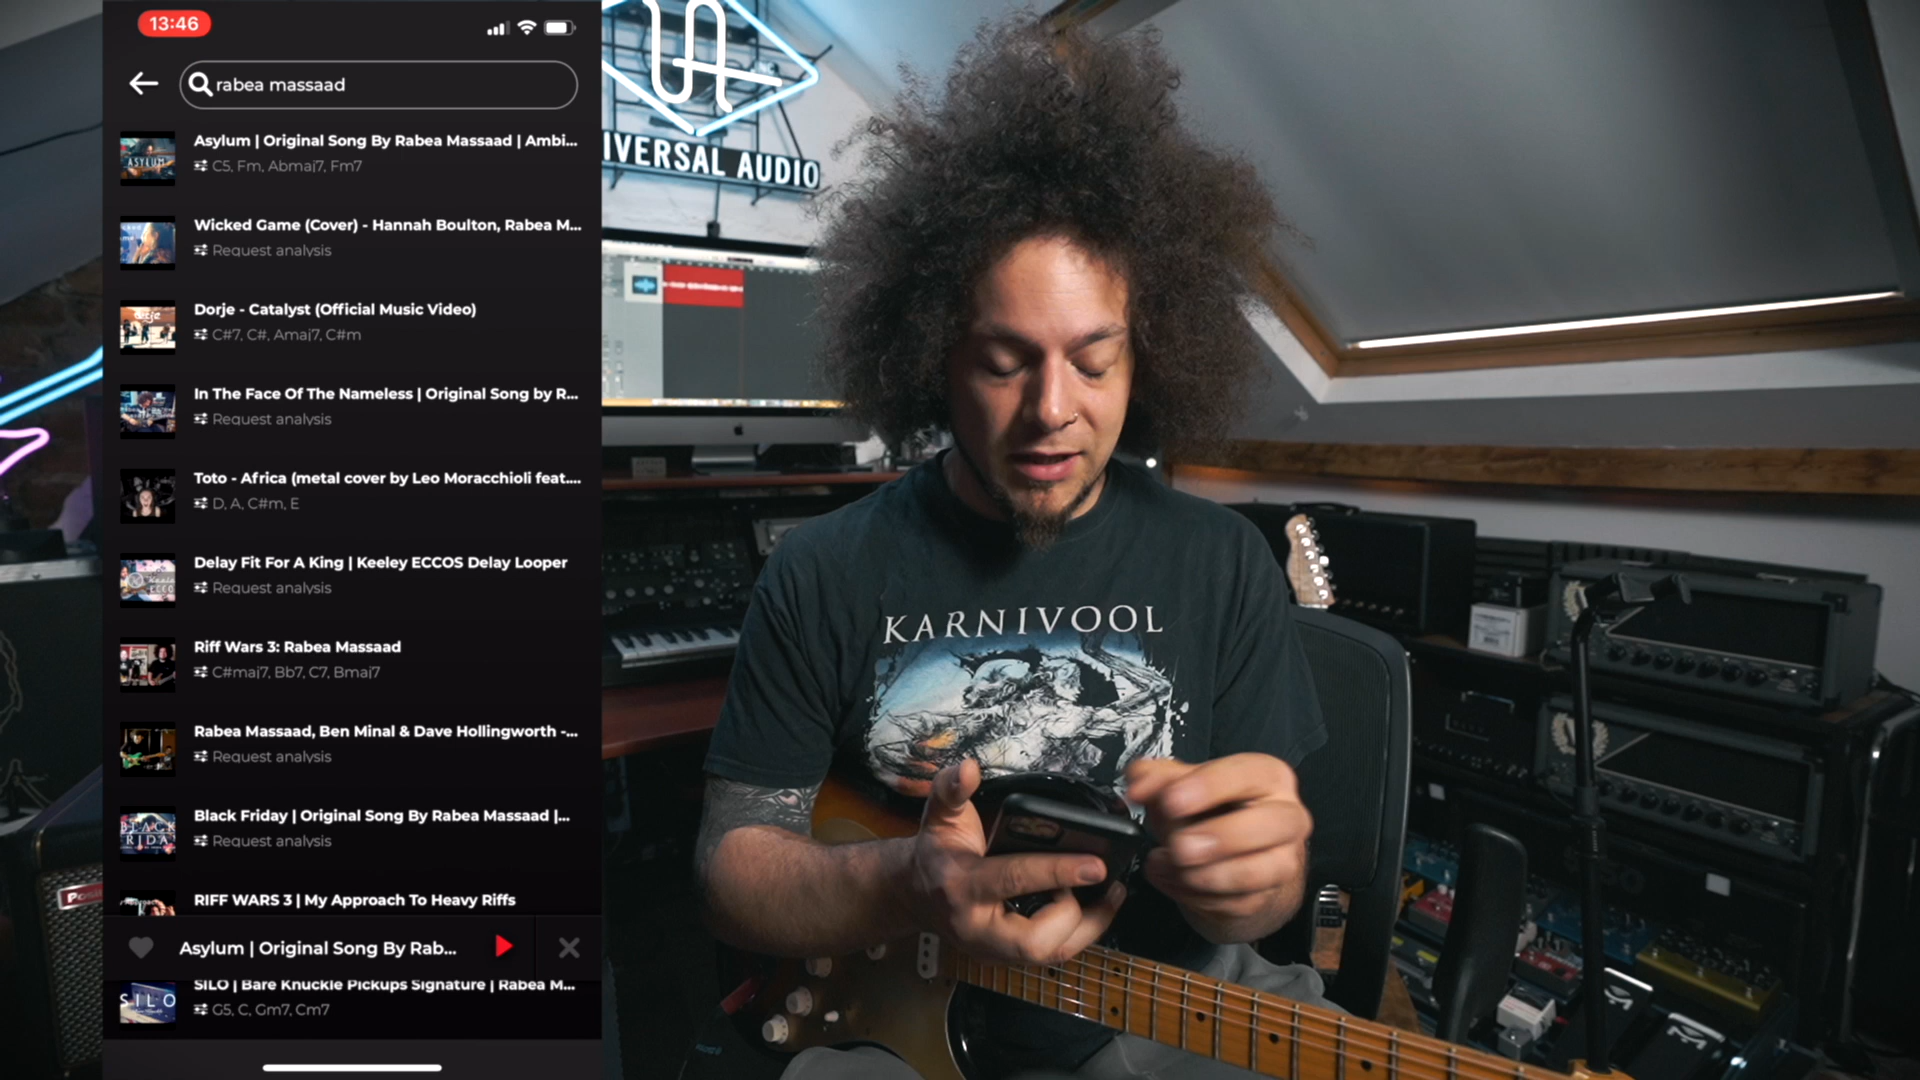 13:46
rabea massaad
Asylum | Original Song By Rabea Massaad | Ambi...
C5, Fm, Abmaj7, Fm7
Wicked Game (Cover) - Hannah Boulton, Rabea M...
Request analysis
Dorje - Catalyst (Official Music Video)
C#7, C#, Amaj7, C#m
In The Face Of The Nameless | Original Song by R...
Request analysis
Toto - Africa (metal cover by Leo Moracchioli feat....
D, A, C#m, E
Delay Fit For A King | Keeley ECCOS Delay Looper
Request analysis
Riff Wars 3: Rabea Massaad
C#maj7, Bb7, C7, Bmaj7
Rabea Massaad, Ben Minal & Dave Hollingworth -...
Request analysis
Black Friday | Original Song By Rabea Massaad |...
Request analysis
RIFF WARS 3 | My Approach To Heavy Riffs
Asylum | Original Song By Rab...
SILO | Bare Knuckle Pickups Signature | Rabea M...
G5, C, Gm7, Cm7
ASYLUM
SILO
IVERSAL AUDIO
KARNIVOOL